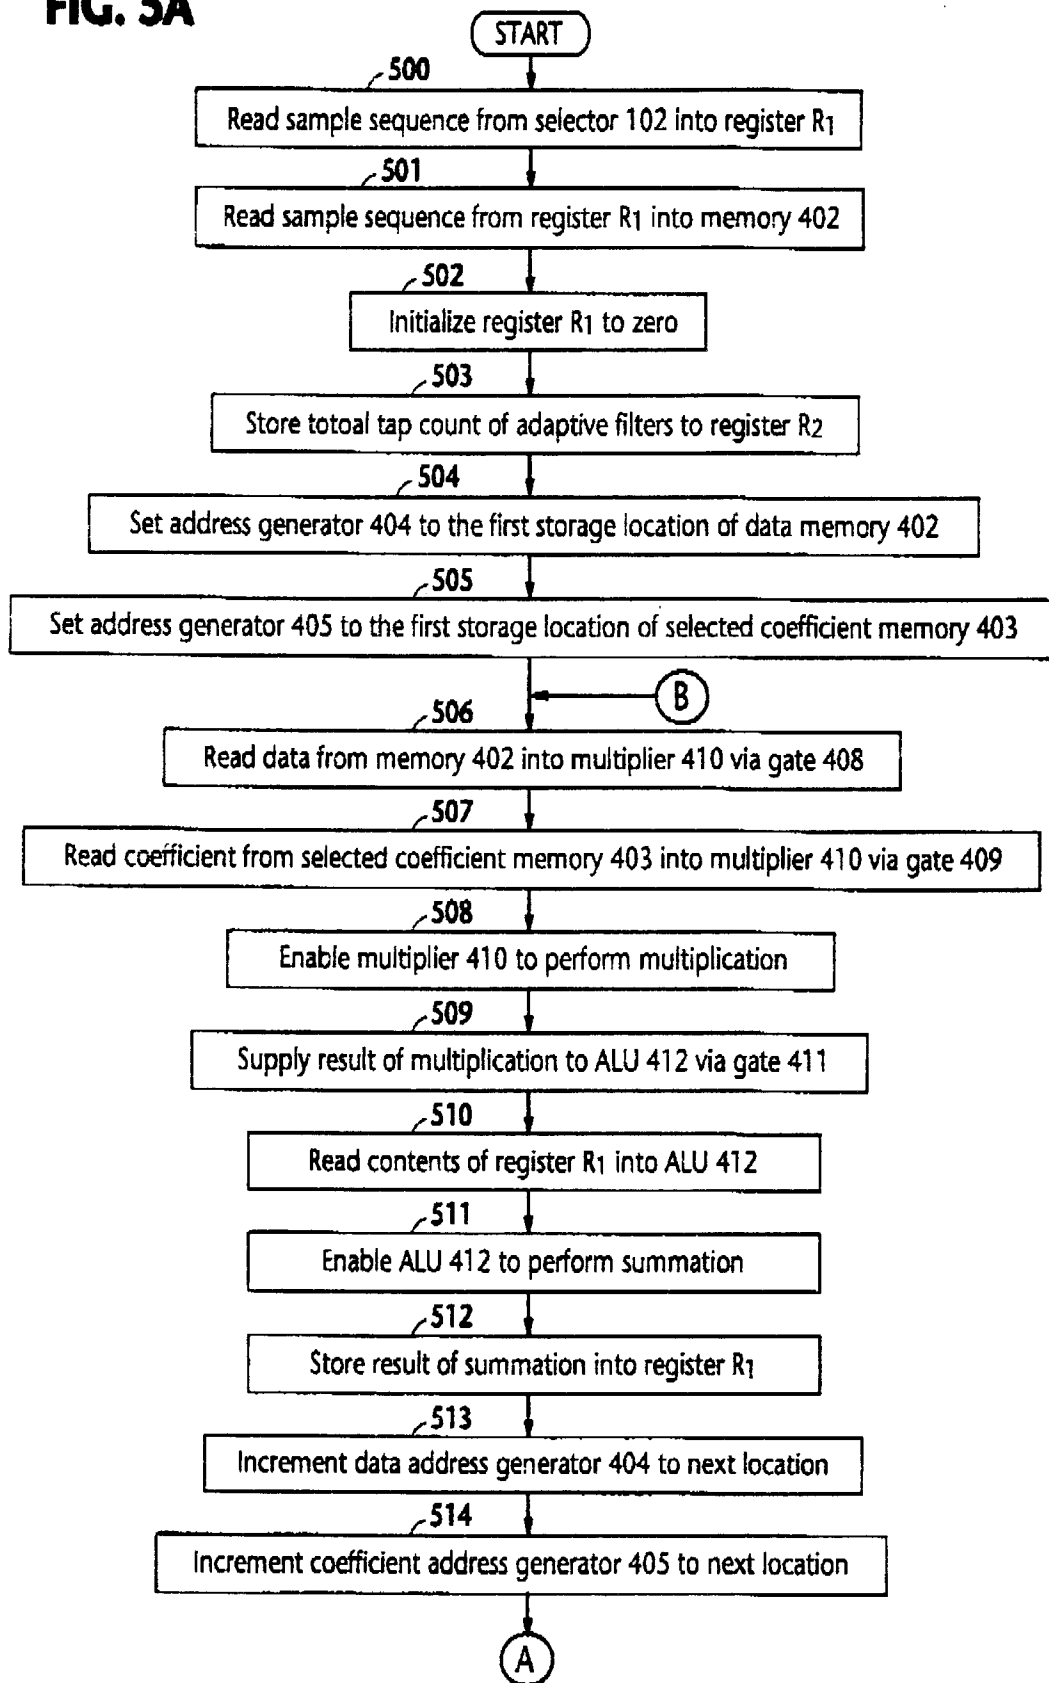 FIG. 5A
START
500
Read sample sequence from selector 102 into register R1
501
Read sample sequence from register R1 into memory 402
502
Initialize register R1 to zero
503
Store totoal tap count of adaptive filters to register R2
504
Set address generator 404 to the first storage location of data memory 402
505
Set address generator 405 to the first storage location of selected coefficient memory 403
B
506
Read data from memory 402 into multiplier 410 via gate 408
507
Read coefficient from selected coefficient memory 403 into multiplier 410 via gate 409
508
Enable multiplier 410 to perform multiplication
509
Supply result of multiplication to ALU 412 via gate 411
510
Read contents of register R1 into ALU 412
511
Enable ALU 412 to perform summation
512
Store result of summation into register R1
513
Increment data address generator 404 to next location
514
Increment coefficient address generator 405 to next location
A